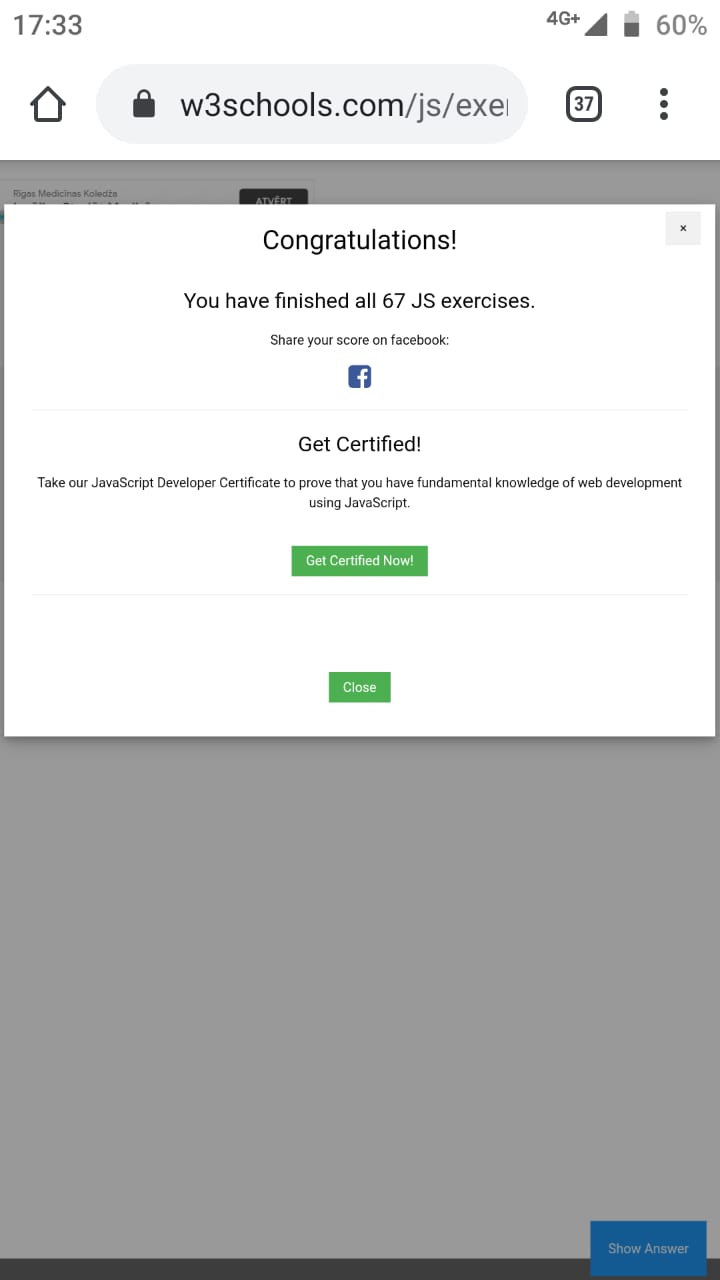 17:33
4G+
60%
w3schools.com/js/exer
37
Rīgas Medicīnas Koledža
ATVĒRT
×
Congratulations!
You have finished all 67 JS exercises.
Share your score on facebook:
Get Certified!
Take our JavaScript Developer Certificate to prove that you have fundamental knowledge of web development
using JavaScript.
Get Certified Now!
Close
Show Answer